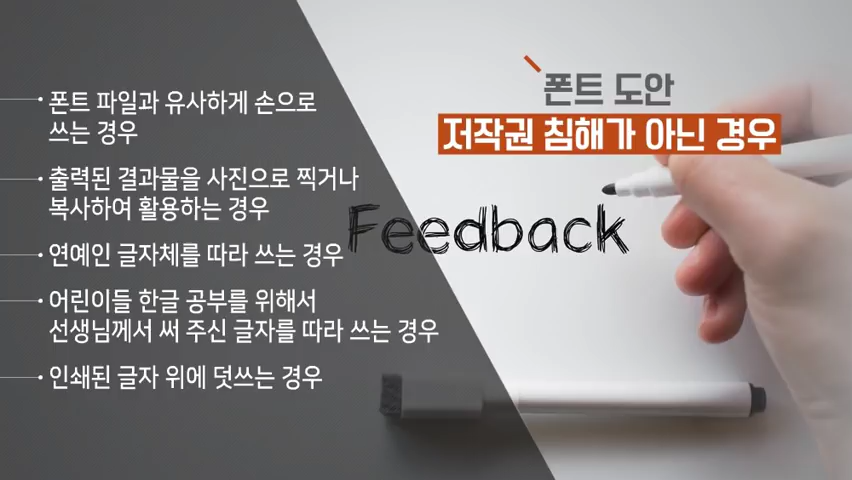 폰트 도안
저작권 침해가 아닌 경우
• 폰트 파일과 유사하게 손으로
쓰는 경우
• 출력된 결과물을 사진으로 찍거나
복사하여 활용하는 경우
• 연예인 글자체를 따라 쓰는 경우
• 어린이들 한글 공부를 위해서
선생님께서 써 주신 글자를 따라 쓰는 경우
• 인쇄된 글자 위에 덧쓰는 경우
Feedback